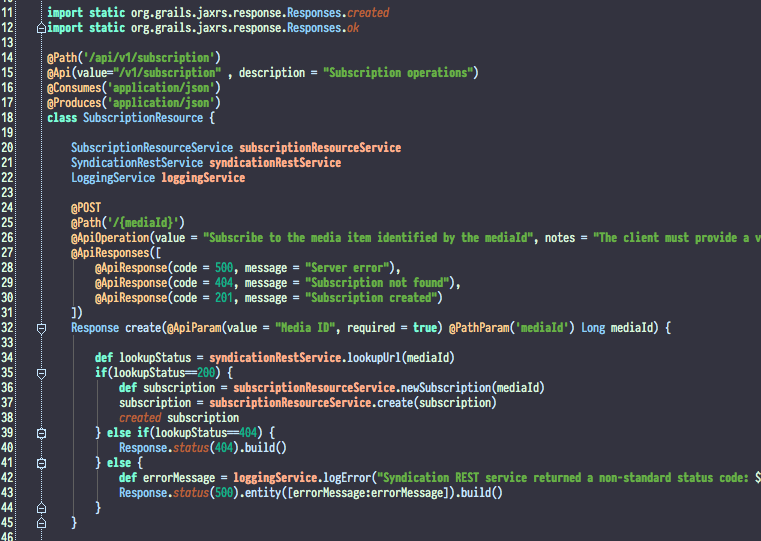 11 import static org.grails.jaxrs.response.Responses.created
12 import static org.grails.jaxrs.response.Responses.ok
13
14 @Path('/api/v1/subscription')
15 @Api(value="/v1/subscription" , description = "Subscription operations")
16 @Consumes('application/json')
17 @Produces('application/json')
18 class SubscriptionResource {
19
20 SubscriptionResourceService subscriptionResourceService
21 SyndicationRestService syndicationRestService
22 LoggingService loggingService
23
24 @POST
25 @Path('/{mediaId}')
26 @ApiOperation(value = "Subscribe to the media item identified by the mediaId", notes = "The client must provide a v
27 @ApiResponses([
28 @ApiResponse(code = 500, message = "Server error"),
29 @ApiResponse(code = 404, message = "Subscription not found"),
30 @ApiResponse(code = 201, message = "Subscription created")
31 ])
32 Response create(@ApiParam(value = "Media ID", required = true) @PathParam('mediaId') Long mediaId) {
33
34 def lookupStatus = syndicationRestService.lookupUrl(mediaId)
35 if(lookupStatus==200) {
36 def subscription = subscriptionResourceService.newSubscription(mediaId)
37 subscription = subscriptionResourceService.create(subscription)
38 created subscription
39 } else if(lookupStatus==404) {
40 Response.status(404).build()
41 } else {
42 def errorMessage = loggingService.logError("Syndication REST service returned a non-standard status code: $
43 Response.status(500).entity([errorMessage:errorMessage]).build()
44 }
45 }
46